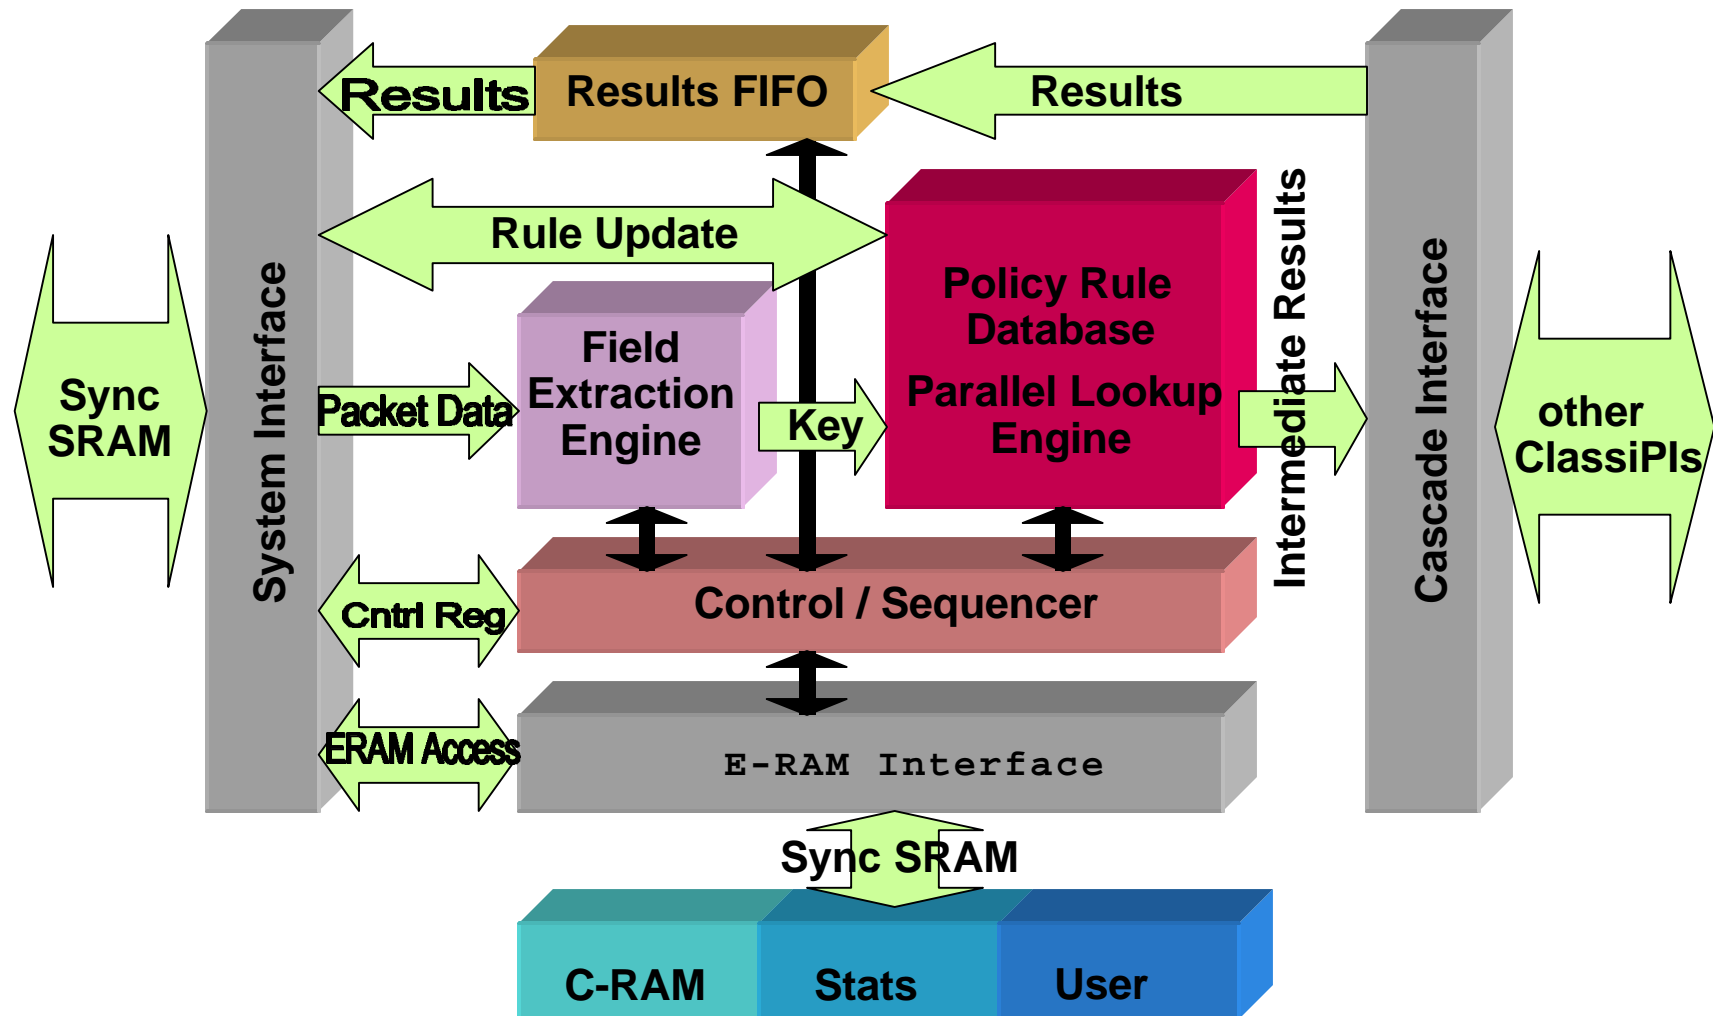 Results
Results FIFO
Results
Rule Update
Policy Rule
Database
Parallel Lookup
Engine
Intermediate Results
Cascade Interface
System Interface
Sync
SRAM
Packet Data
Field
Extraction
Engine
Key
other
ClassiPIs
Cntrl Reg
Control / Sequencer
ERAM Access
E-RAM Interface
Sync SRAM
C-RAM
Stats
User